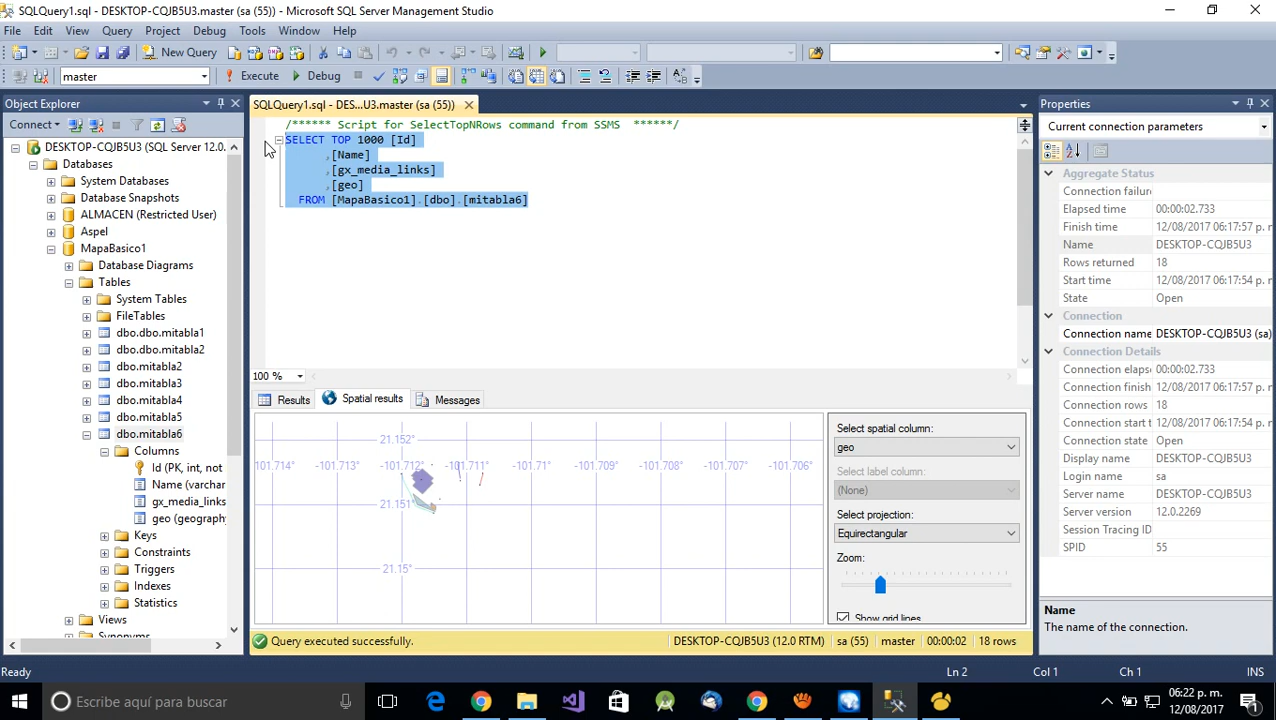 SQLQuery1.sql - DESKTOP-CQJB5U3.master (sa (55)) - Microsoft SQL Server Management Studio
File Edit View Query Project Debug Tools Window Help
New Query
master Execute Debug
Object Explorer
Connect
DESKTOP-CQJB5U3 (SQL Server 12.0.
Databases
System Databases
Database Snapshots
ALMACEN (Restricted User)
Aspel
MapaBasico1
Database Diagrams
Tables
System Tables
FileTables
dbo.dbo.mitabla1
dbo.dbo.mitabla2
dbo.mitabla2
dbo.mitabla3
dbo.mitabla4
dbo.mitabla5
dbo.mitabla6
Columns
Id (PK, int, not
Name (varchar
gx_media_links
geo (geography
Keys
Constraints
Triggers
Indexes
Statistics
Views
Synonyms
SQLQuery1.sql - DES...U3.master (sa (55))
/****** Script for SelectTopNRows command from SSMS ******/
SELECT TOP 1000 [Id]
,[Name]
,[gx_media_links]
,[geo]
FROM [MapaBasico1].[dbo].[mitabla6]
100 %
Results Spatial results Messages
21.152°
-101.714° -101.713° -101.712° -101.711° -101.71° -101.709° -101.708° -101.707° -101.706°
21.151°
21.15°
Select spatial column:
geo
Select label column:
(None)
Select projection:
Equirectangular
Zoom:
Show grid lines
Query executed successfully. DESKTOP-CQJB5U3 (12.0 RTM) sa (55) master 00:00:02 18 rows
Properties
Current connection parameters
Aggregate Status
Connection failure
Elapsed time 00:00:02.733
Finish time 12/08/2017 06:17:57 p. m
Name DESKTOP-CQJB5U3
Rows returned 18
Start time 12/08/2017 06:17:54 p. m
State Open
Connection
Connection name DESKTOP-CQJB5U3 (sa)
Connection Details
Connection elaps 00:00:02.733
Connection finish 12/08/2017 06:17:57 p. m
Connection rows 18
Connection start t 12/08/2017 06:17:54 p. m
Connection state Open
Display name DESKTOP-CQJB5U3
Login name sa
Server name DESKTOP-CQJB5U3
Server version 12.0.2269
Session Tracing ID
SPID 55
Name
The name of the connection.
Ready Ln 2 Col 1 Ch 1 INS
Escribe aquí para buscar
06:22 p. m.
12/08/2017